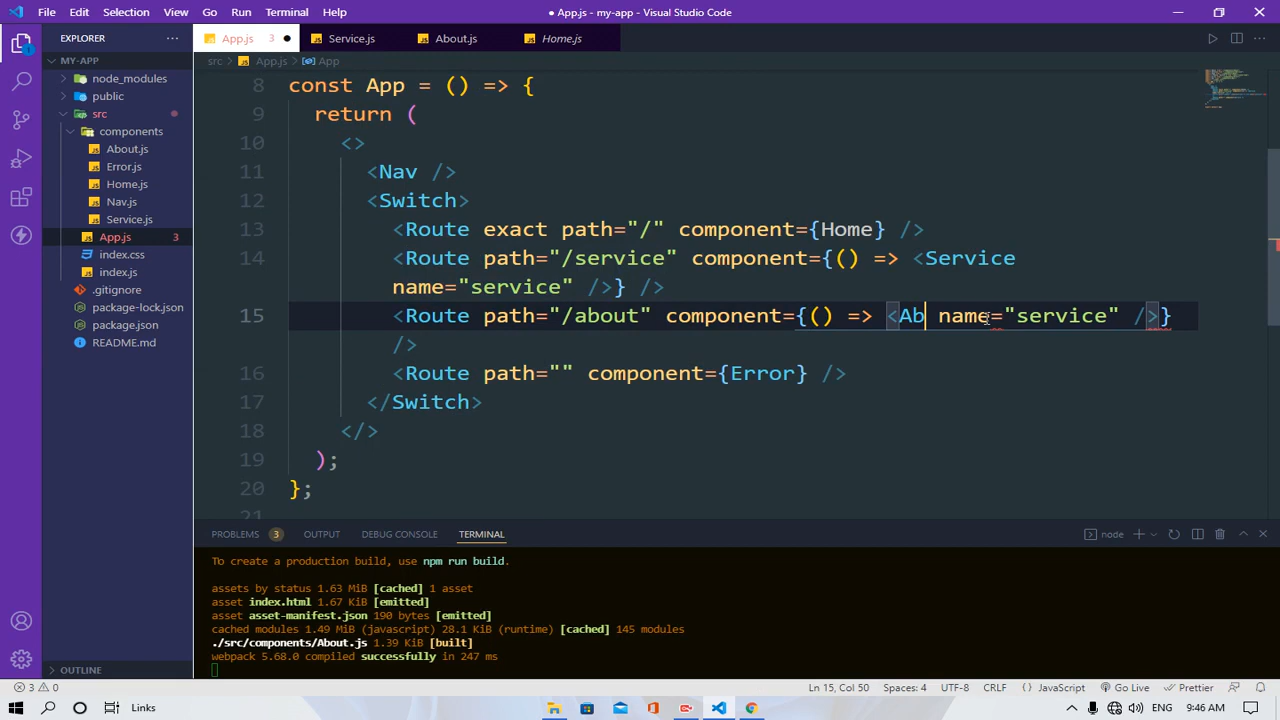 File Edit Selection View Go Run Terminal Help
● App.js - my-app - Visual Studio Code
EXPLORER
App.js 3
Service.js
About.js
Home.js
MY-APP
src > App.js > App
node_modules
public
src
components
About.js
Error.js
Home.js
Nav.js
Service.js
App.js 3
index.css
index.js
.gitignore
package-lock.json
package.json
README.md
OUTLINE
8 const App = () => {
9 return (
10 <>
11 <Nav />
12 <Switch>
13 <Route exact path="/" component={Home} />
14 <Route path="/service" component={() => <Service
name="service" />} />
15 <Route path="/about" component={() => <Ab name="service" />}
/>
16 <Route path="" component={Error} />
17 </Switch>
18 </>
19 );
20 };
21
PROBLEMS 3 OUTPUT DEBUG CONSOLE TERMINAL
node
To create a production build, use npm run build.
assets by status 1.63 MiB [cached] 1 asset
asset index.html 1.67 KiB [emitted]
asset asset-manifest.json 190 bytes [emitted]
cached modules 1.49 MiB (javascript) 28.1 KiB (runtime) [cached] 145 modules
./src/components/About.js 1.39 KiB [built]
webpack 5.68.0 compiled successfully in 247 ms
3 0
Ln 15, Col 50 Spaces: 4 UTF-8 CRLF JavaScript Go Live Prettier
Links
ENG 9:46 AM